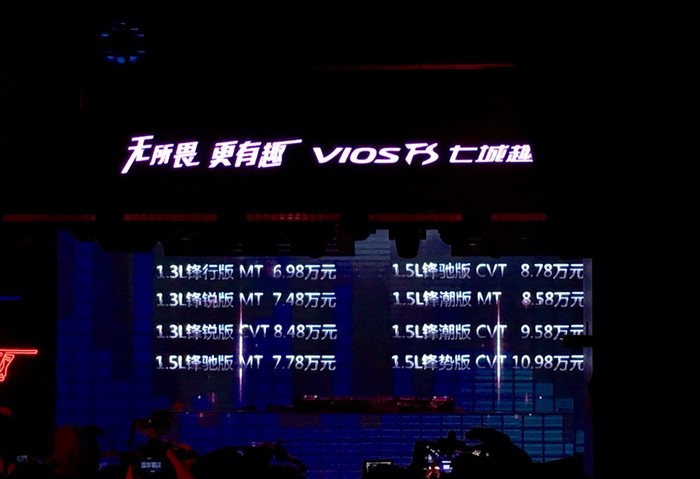 无所畏 更有趣 VIOS FS 七城趣
1.3L锋行版 MT 6.98万元
1.3L锋锐版 MT 7.48万元
1.3L锋锐版 CVT 8.48万元
1.5L锋驰版 MT 7.78万元
1.5L锋驰版 CVT 8.78万元
1.5L锋潮版 MT 8.58万元
1.5L锋潮版 CVT 9.58万元
1.5L锋势版 CVT 10.98万元